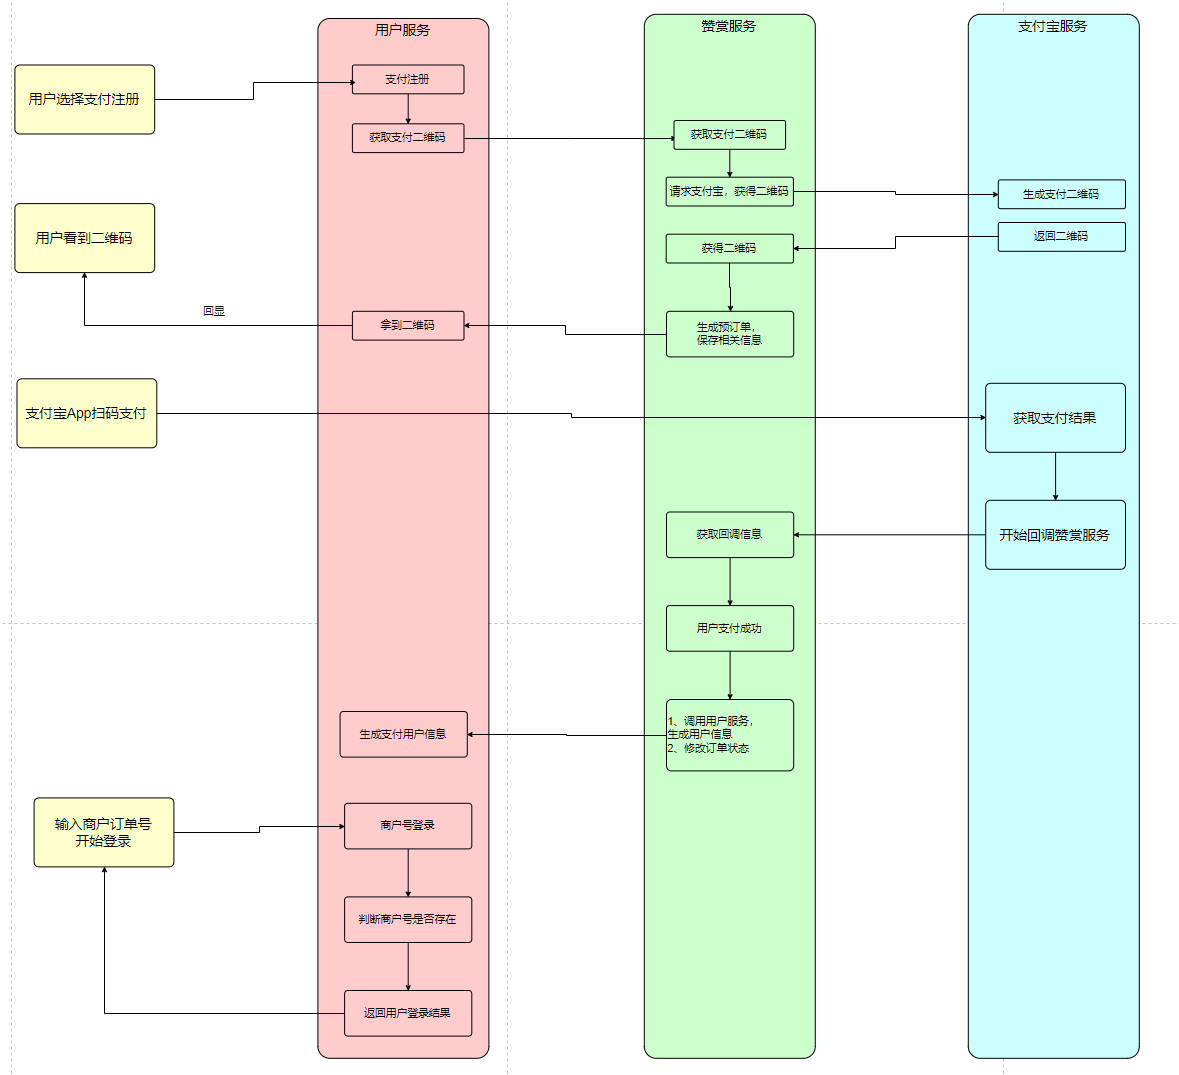 用户服务
赞赏服务
支付宝服务
用户选择支付注册
支付注册
获取支付二维码
获取支付二维码
请求支付宝，获得二维码
生成支付二维码
用户看到二维码
获得二维码
返回二维码
回显
拿到二维码
生成预订单，
保存相关信息
支付宝App扫码支付
获取支付结果
获取回调信息
开始回调赞赏服务
用户支付成功
生成支付用户信息
1、调用用户服务，
生成用户信息
2、修改订单状态
输入商户订单号
开始登录
商户号登录
判断商户号是否存在
返回用户登录结果